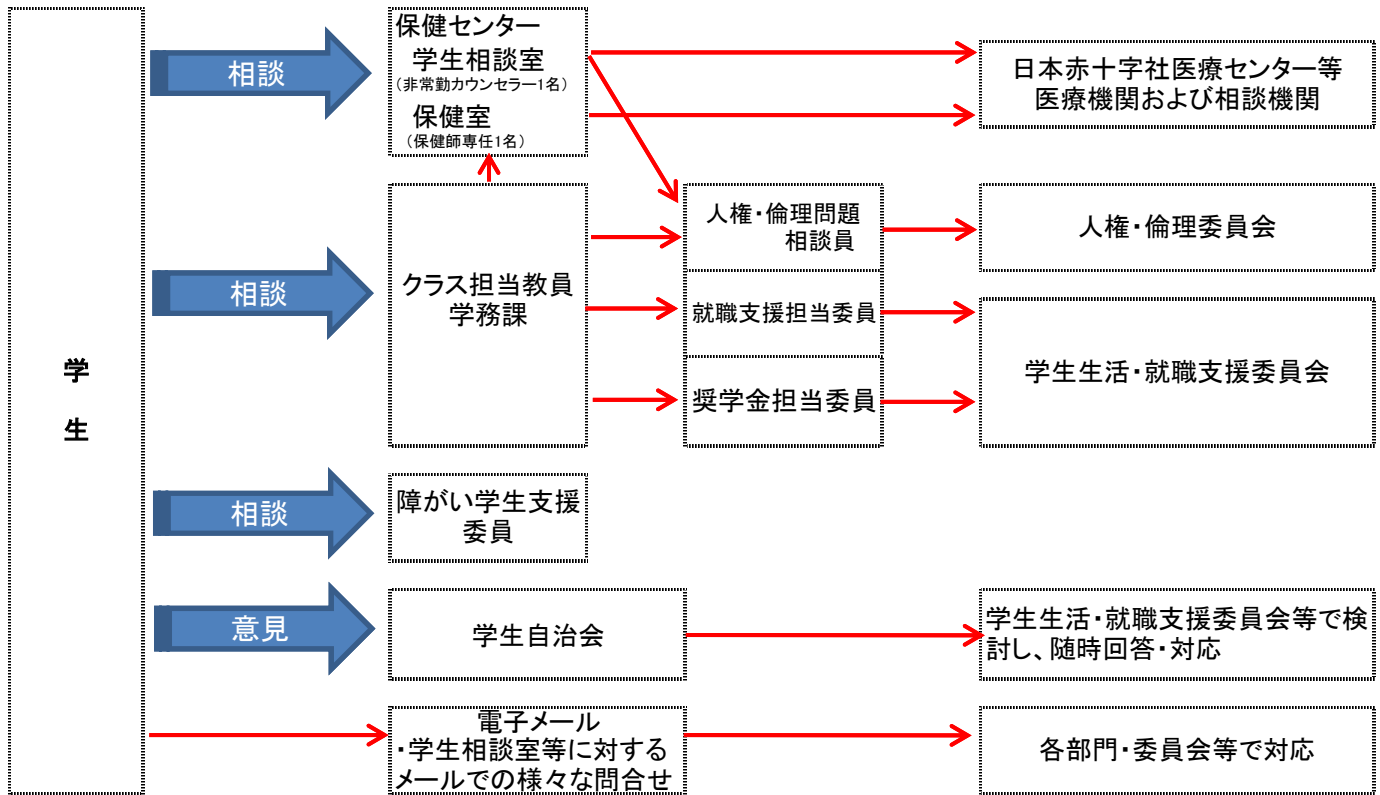 学
生
相談
保健センター
学生相談室
(非常勤カウンセラー1名)
保健室
(保健師専任1名)
日本赤十字社医療センター等
医療機関および相談機関
相談
クラス担当教員
学務課
人権・倫理問題
相談員
人権・倫理委員会
就職支援担当委員
奨学金担当委員
学生生活・就職支援委員会
相談
障がい学生支援
委員
意見
学生自治会
学生生活・就職支援委員会等で検
討し、随時回答・対応
電子メール
・学生相談室等に対する
メールでの様々な問合せ
各部門・委員会等で対応